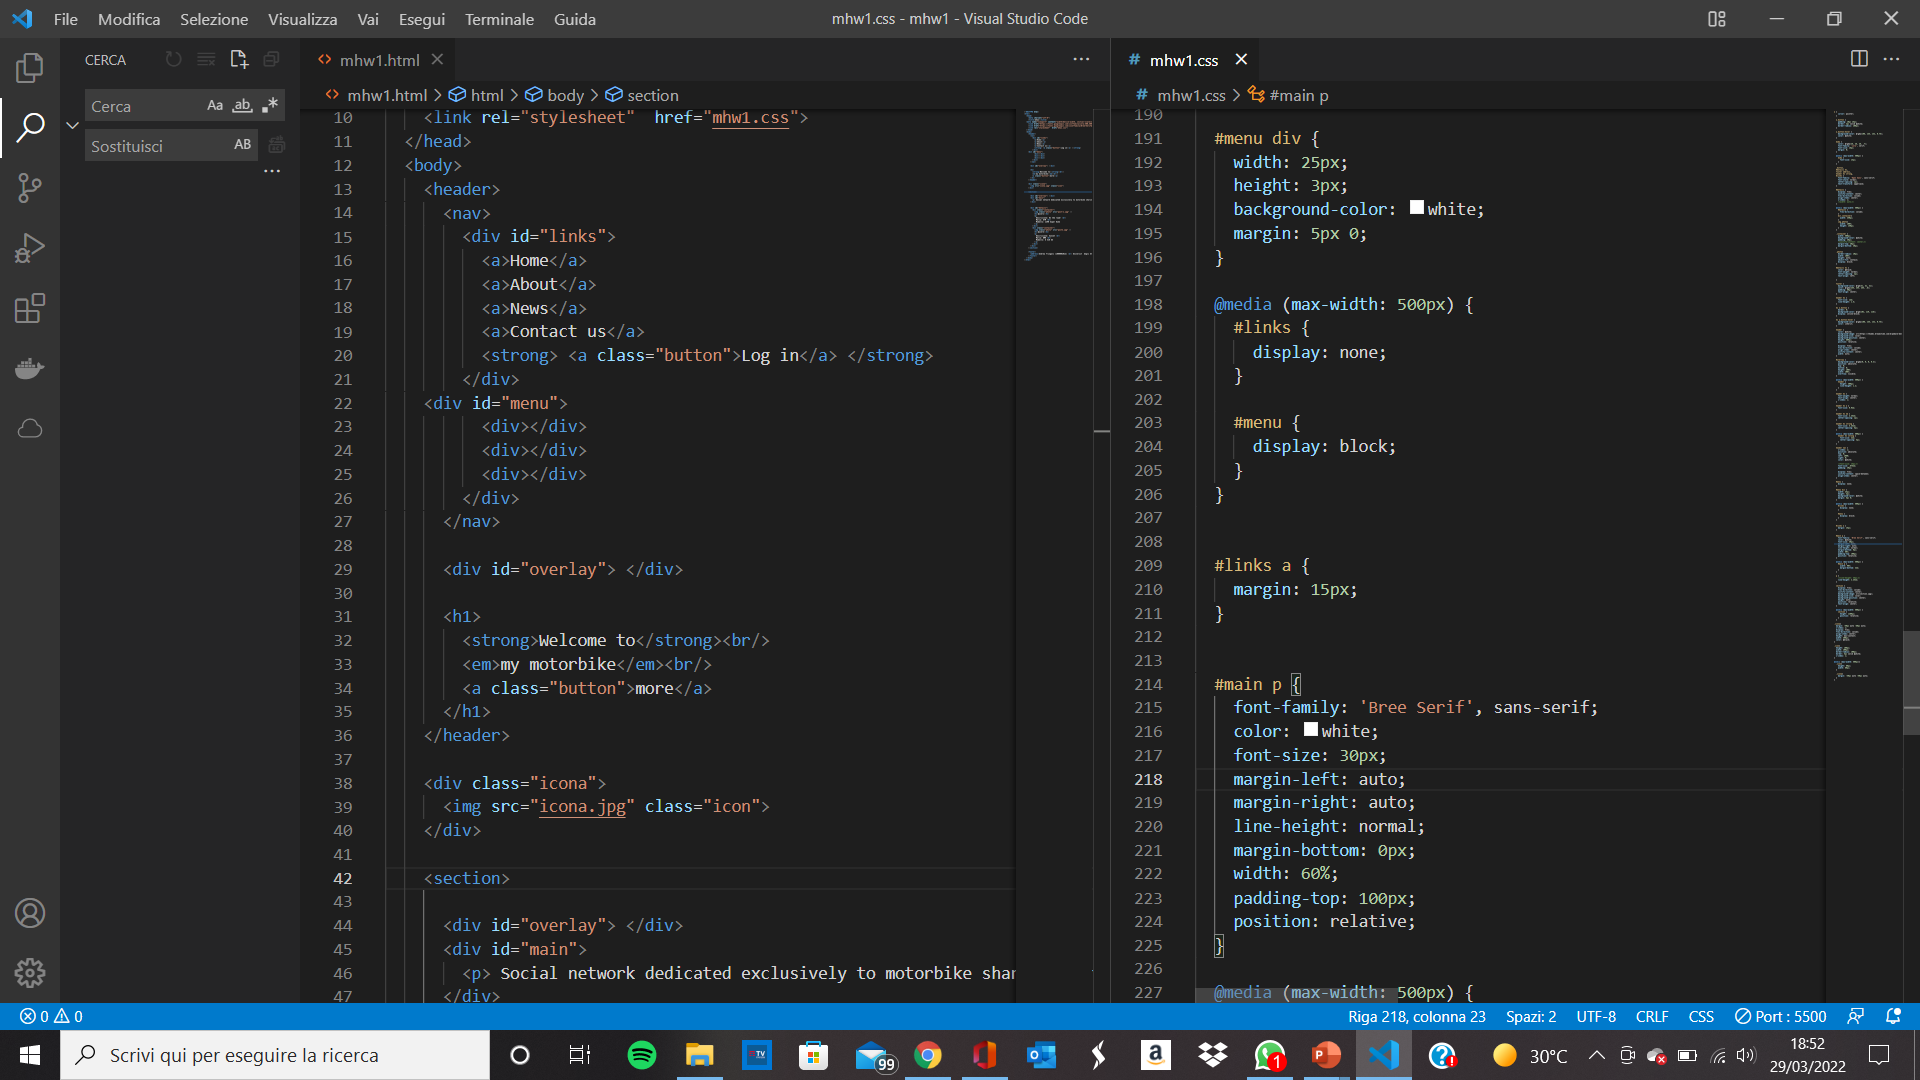 File Modifica Selezione Visualizza Vai Esegui Terminale Guida
mhw1.css - mhw1 - Visual Studio Code
CERCA
Cerca
Aa ab .*
Sostituisci
AB
...
mhw1.html
mhw1.html > html > body > section
10 <link rel="stylesheet"  href="mhw1.css">
11 </head>
12 <body>
13 <header>
14 <nav>
15 <div id="links">
16 <a>Home</a>
17 <a>About</a>
18 <a>News</a>
19 <a>Contact us</a>
20 <strong> <a class="button">Log in</a> </strong>
21 </div>
22 <div id="menu">
23 <div></div>
24 <div></div>
25 <div></div>
26 </div>
27 </nav>
28
29 <div id="overlay"> </div>
30
31 <h1>
32 <strong>Welcome to</strong><br/>
33 <em>my motorbike</em><br/>
34 <a class="button">more</a>
35 </h1>
36 </header>
37
38 <div class="icona">
39 <img src="icona.jpg" class="icon">
40 </div>
41
42 <section>
43
44 <div id="overlay"> </div>
45 <div id="main">
46 <p> Social network dedicated exclusively to motorbike shar
47 </div>
mhw1.css
mhw1.css > #main p
190
191 #menu div {
192 width: 25px;
193 height: 3px;
194 background-color: white;
195 margin: 5px 0;
196 }
197
198 @media (max-width: 500px) {
199 #links {
200 display: none;
201 }
202
203 #menu {
204 display: block;
205 }
206 }
207
208
209 #links a {
210 margin: 15px;
211 }
212
213
214 #main p {
215 font-family: 'Bree Serif', sans-serif;
216 color: white;
217 font-size: 30px;
218 margin-left: auto;
219 margin-right: auto;
220 line-height: normal;
221 margin-bottom: 0px;
222 width: 60%;
223 padding-top: 100px;
224 position: relative;
225 }
226
227 @media (max-width: 500px) {
0 0
Riga 218, colonna 23 Spazi: 2 UTF-8 CRLF CSS Port : 5500
Scrivi qui per eseguire la ricerca
TV
99
1
30°C
18:52
29/03/2022